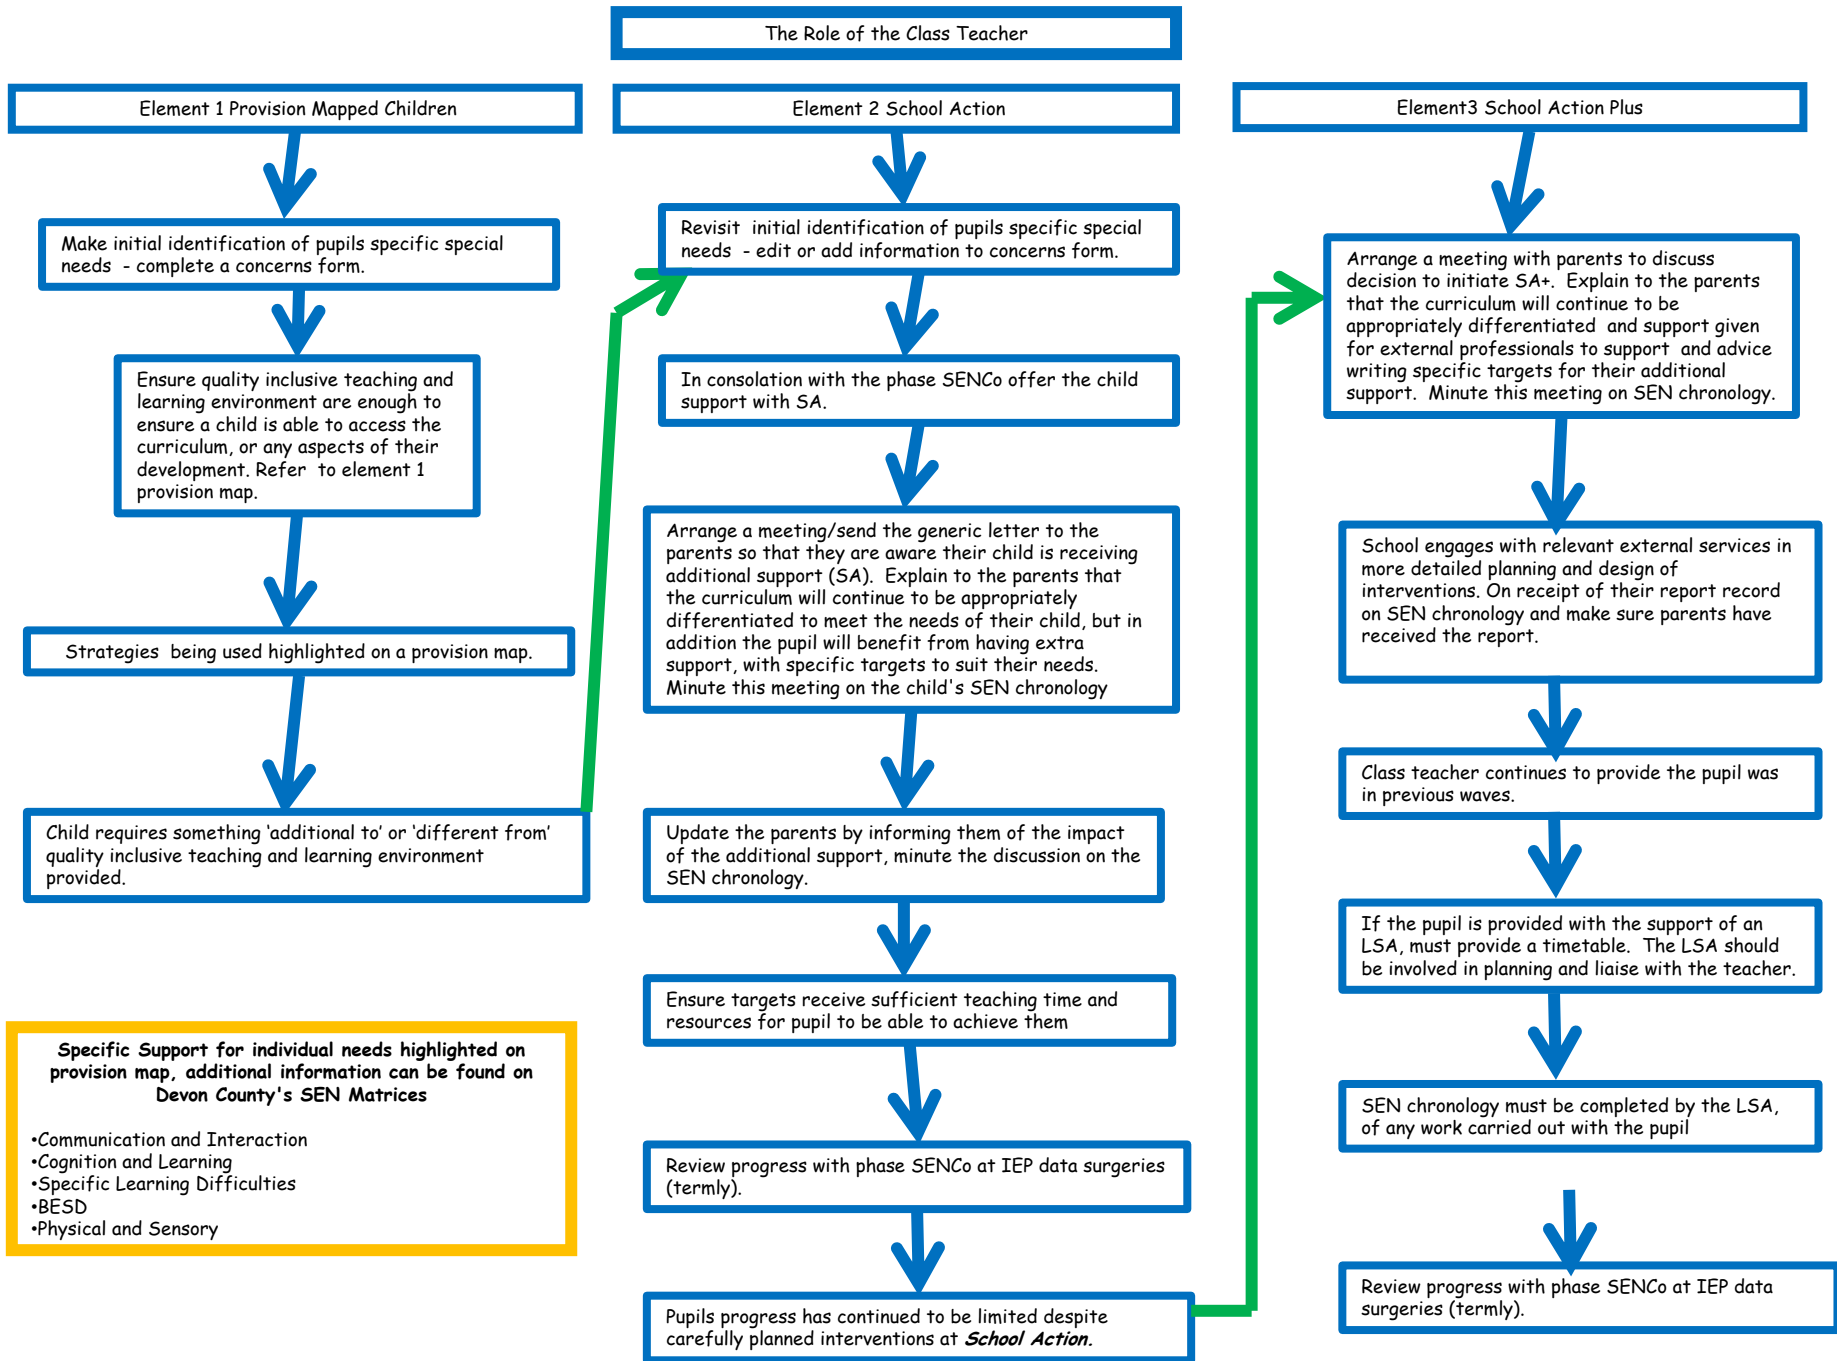 The Role of the Class Teacher
Element 1 Provision Mapped Children
Make initial identification of pupils specific special
needs - complete a concerns form.
Ensure quality inclusive teaching and
learning environment are enough to
ensure a child is able to access the
curriculum, or any aspects of their
development. Refer to element 1
provision map.
Strategies being used highlighted on a provision map.
Child requires something ‘additional to’ or ‘different from’
quality inclusive teaching and learning environment
provided.
Specific Support for individual needs highlighted on
provision map, additional information can be found on
Devon County's SEN Matrices
•Communication and Interaction
•Cognition and Learning
•Specific Learning Difficulties
•BESD
•Physical and Sensory
Element 2 School Action
Revisit initial identification of pupils specific special
needs - edit or add information to concerns form.
In consolation with the phase SENCo offer the child
support with SA.
Arrange a meeting/send the generic letter to the
parents so that they are aware their child is receiving
additional support (SA). Explain to the parents that
the curriculum will continue to be appropriately
differentiated to meet the needs of their child, but in
addition the pupil will benefit from having extra
support, with specific targets to suit their needs.
Minute this meeting on the child's SEN chronology
Update the parents by informing them of the impact
of the additional support, minute the discussion on the
SEN chronology.
Ensure targets receive sufficient teaching time and
resources for pupil to be able to achieve them
Review progress with phase SENCo at IEP data surgeries
(termly).
Pupils progress has continued to be limited despite
carefully planned interventions at School Action.
Element3 School Action Plus
Arrange a meeting with parents to discuss
decision to initiate SA+. Explain to the parents
that the curriculum will continue to be
appropriately differentiated and support given
for external professionals to support and advice
writing specific targets for their additional
support. Minute this meeting on SEN chronology.
School engages with relevant external services in
more detailed planning and design of
interventions. On receipt of their report record
on SEN chronology and make sure parents have
received the report.
Class teacher continues to provide the pupil was
in previous waves.
If the pupil is provided with the support of an
LSA, must provide a timetable. The LSA should
be involved in planning and liaise with the teacher.
SEN chronology must be completed by the LSA,
of any work carried out with the pupil
Review progress with phase SENCo at IEP data
surgeries (termly).